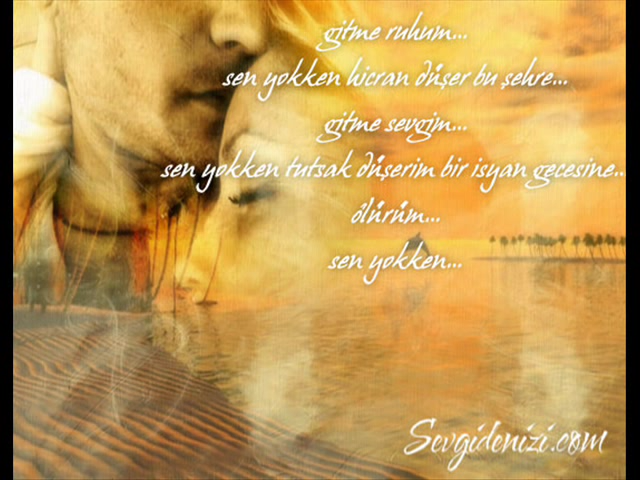 gitme ruhum...
sen yokken hicran düşer bu şehre...
gitme sevgim...
sen yokken tutsak düşerim bir isyan gecesine..
ölürüm...
sen yokken...
Sevgidenizi.com